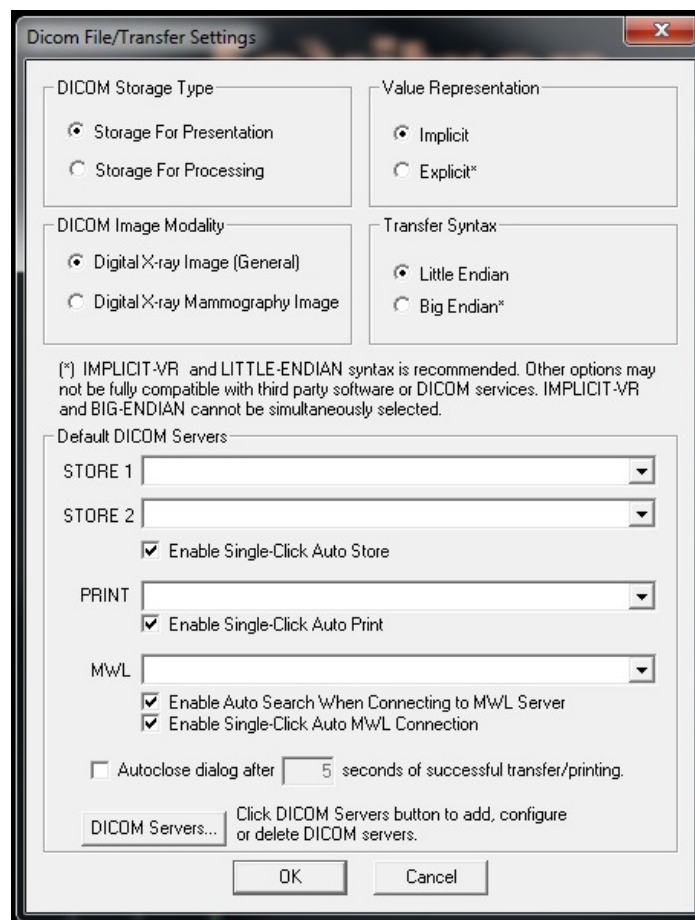 Dicom File/Transfer Settings
DICOM Storage Type
Storage For Presentation
Storage For Processing
Value Representation
Implicit
Explicit*
DICOM Image Modality
Digital X-ray Image (General)
Digital X-ray Mammography Image
Transfer Syntax
Little Endian
Big Endian*
(*) IMPLICIT-VR and LITTLE-ENDIAN syntax is recommended. Other options may
not be fully compatible with third party software or DICOM services. IMPLICIT-VR
and BIG-ENDIAN cannot be simultaneously selected.
Default DICOM Servers
STORE 1
STORE 2
Enable Single-Click Auto Store
PRINT
Enable Single-Click Auto Print
MWL
Enable Auto Search When Connecting to MWL Server
Enable Single-Click Auto MWL Connection
Autoclose dialog after 5 seconds of successful transfer/printing.
DICOM Servers...
Click DICOM Servers button to add, configure
or delete DICOM servers.
OK
Cancel